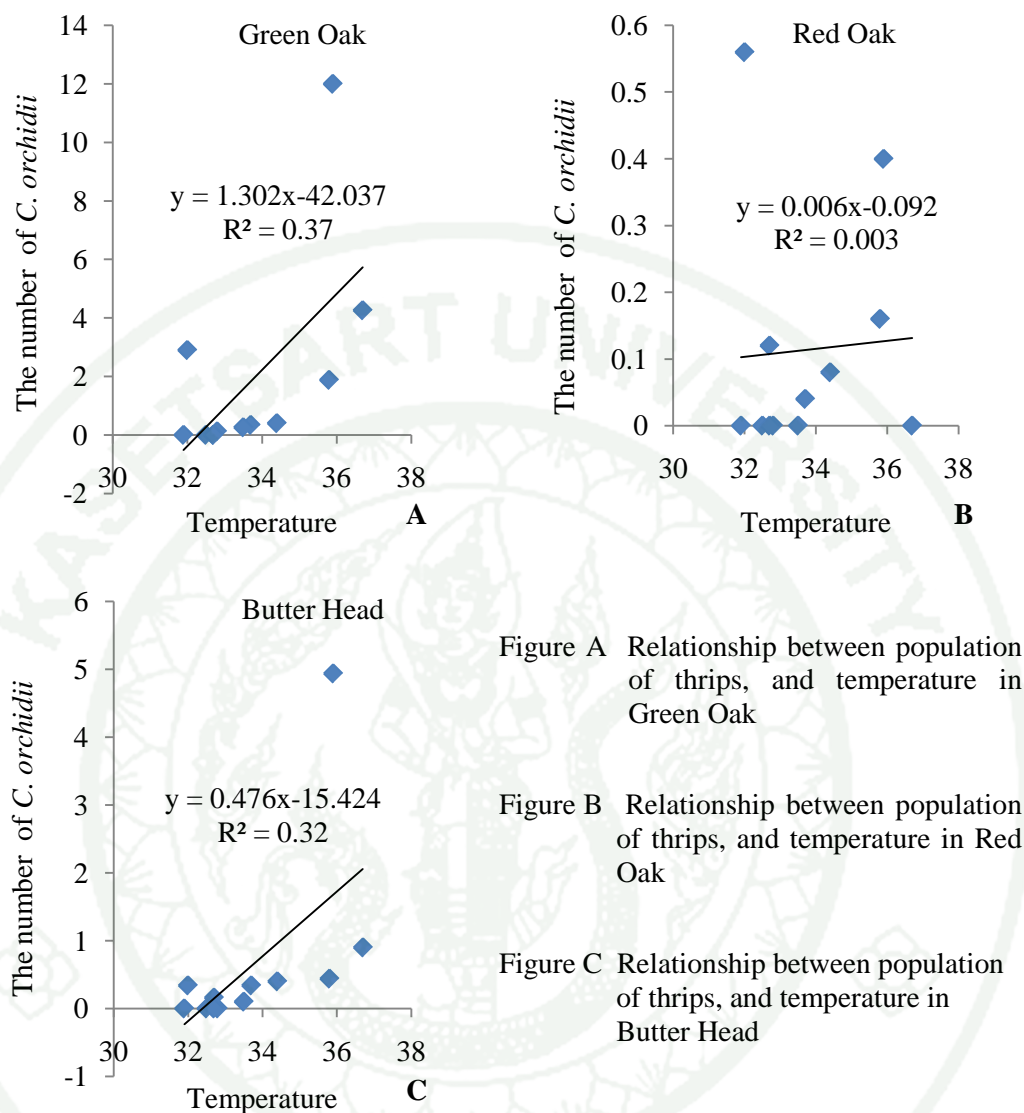 Green Oak
The number of C. orchidii
14
12
10
8
6
4
2
0
-2
y = 1.302x-42.037
R² = 0.37
30 32 34 36 38
Temperature
A
Red Oak
The number of C. orchidii
0.6
0.5
0.4
0.3
0.2
0.1
0
y = 0.006x-0.092
R² = 0.003
30 32 34 36 38
Temperature
B
Butter Head
The number of C. orchidii
6
5
4
3
2
1
0
-1
y = 0.476x-15.424
R² = 0.32
30 32 34 36 38
Temperature
C
Figure A Relationship between population
of thrips, and temperature in
Green Oak
Figure B Relationship between population
of thrips, and temperature in Red
Oak
Figure C Relationship between population
of thrips, and temperature in
Butter Head
KASETSART UNIVERSITY